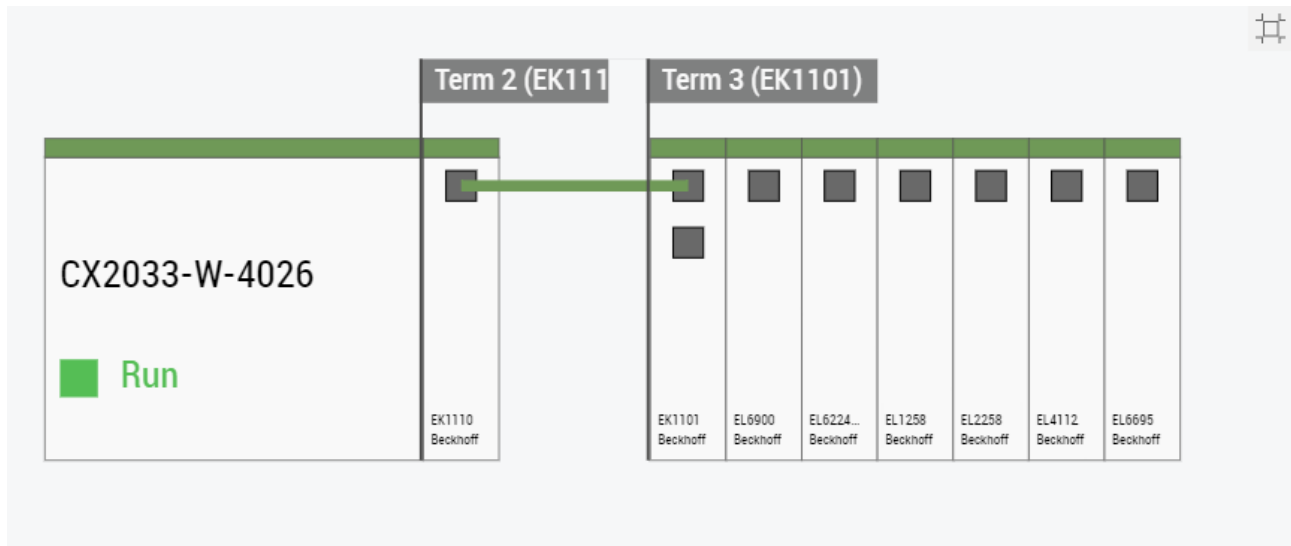 Term 2 (EK111
Term 3 (EK1101)
CX2033-W-4026
Run
EK1110
Beckhoff
EK1101
Beckhoff
EL6900
Beckhoff
EL6224...
Beckhoff
EL1258
Beckhoff
EL2258
Beckhoff
EL4112
Beckhoff
EL6695
Beckhoff